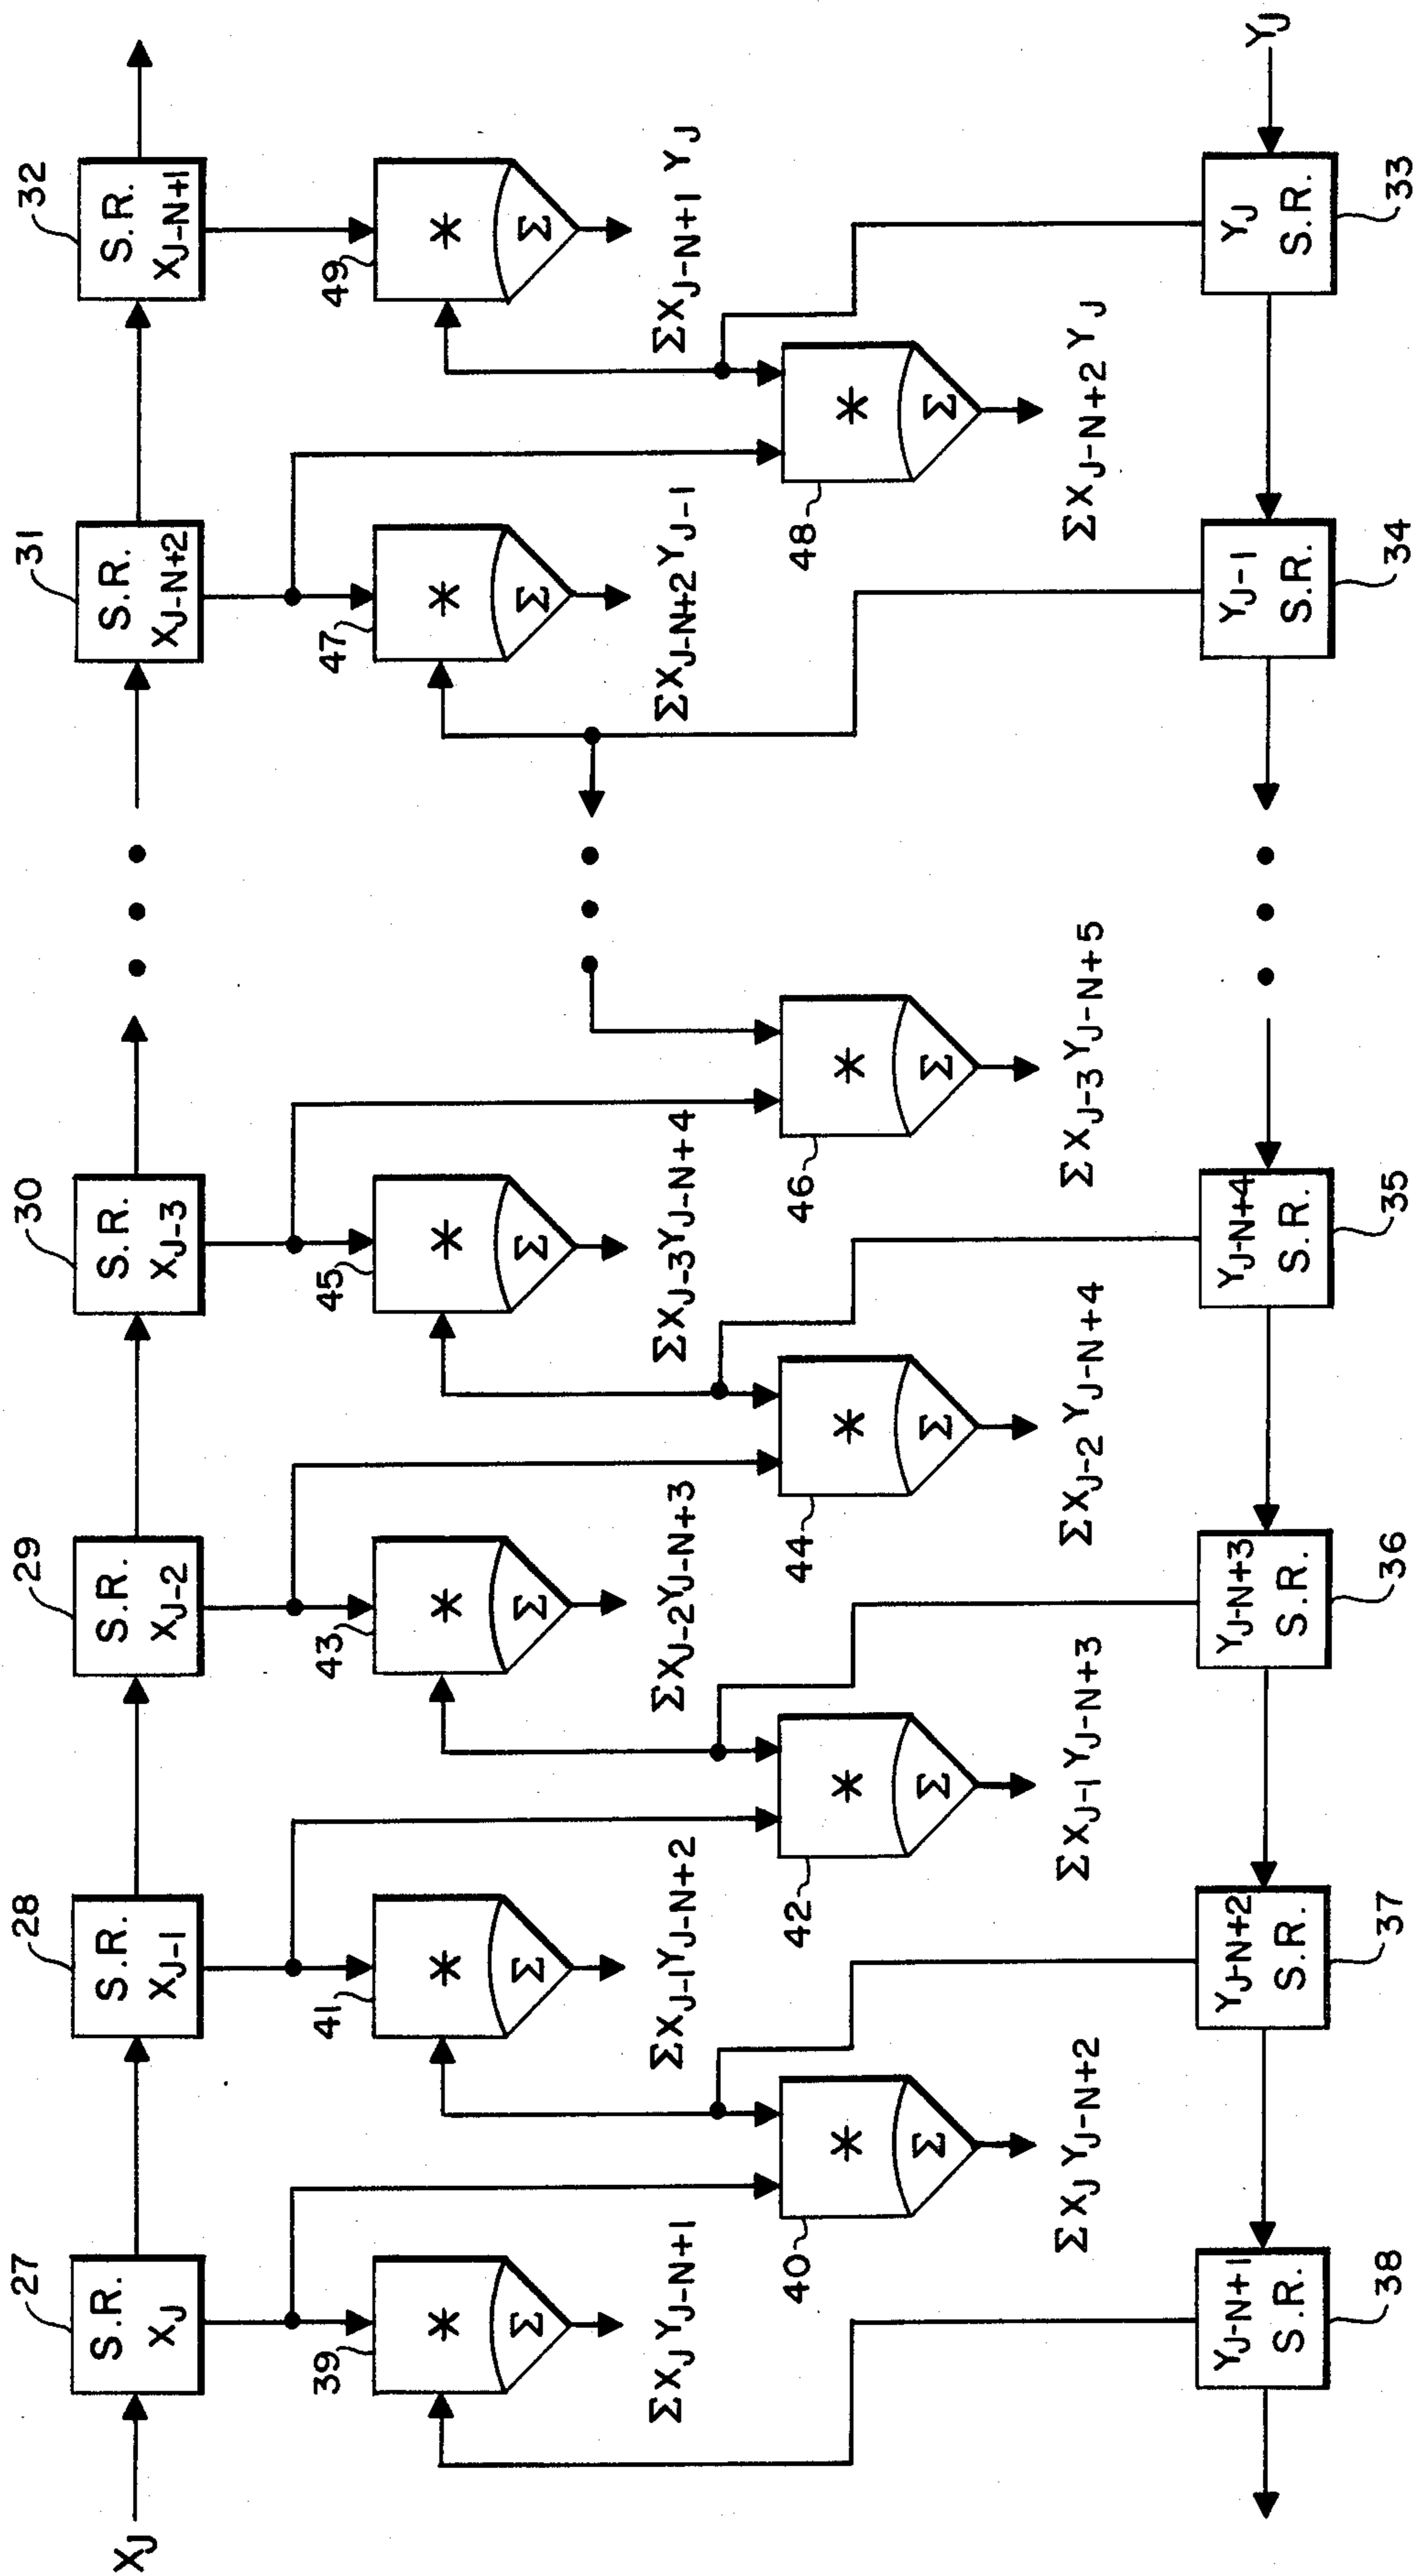 27 28 29 30 31 32
X_J S.R. S.R. S.R. S.R. S.R. S.R.
X_J X_J-1 X_J-2 X_J-3 X_J-N+2 X_J-N+1
39 41 43 45 47 49
* * * * * *
Σ Σ Σ Σ Σ Σ
ΣX_J Y_J-N+1 ΣX_J-1 Y_J-N+2 ΣX_J-2 Y_J-N+3 ΣX_J-3 Y_J-N+4 ΣX_J-N+2 Y_J-1 ΣX_J-N+1 Y_J
40 42 44 46 48
* * * * *
Σ Σ Σ Σ Σ
ΣX_J Y_J-N+2 ΣX_J-1 Y_J-N+3 ΣX_J-2 Y_J-N+4 ΣX_J-3 Y_J-N+5 ΣX_J-N+2 Y_J
Y_J-N+1 Y_J-N+2 Y_J-N+3 Y_J-N+4 Y_J-1 Y_J Y_J
S.R. S.R. S.R. S.R. S.R. S.R.
38 37 36 35 34 33